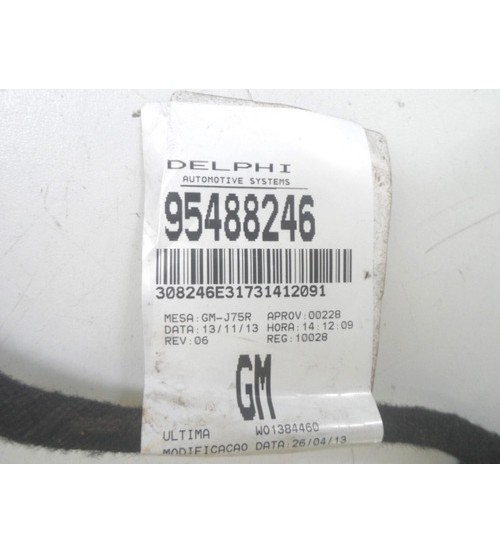 DELPHI
AUTOMOTIVE SYSTEMS
95488246
308246E31731412091
MESA:GM-J75R APROV:00228
DATA:13/11/13 HORA:14:12:09
REV:06 REG:10028
GM
ULTIMA W01384460
MODIFICACAO DATA:26/04/13